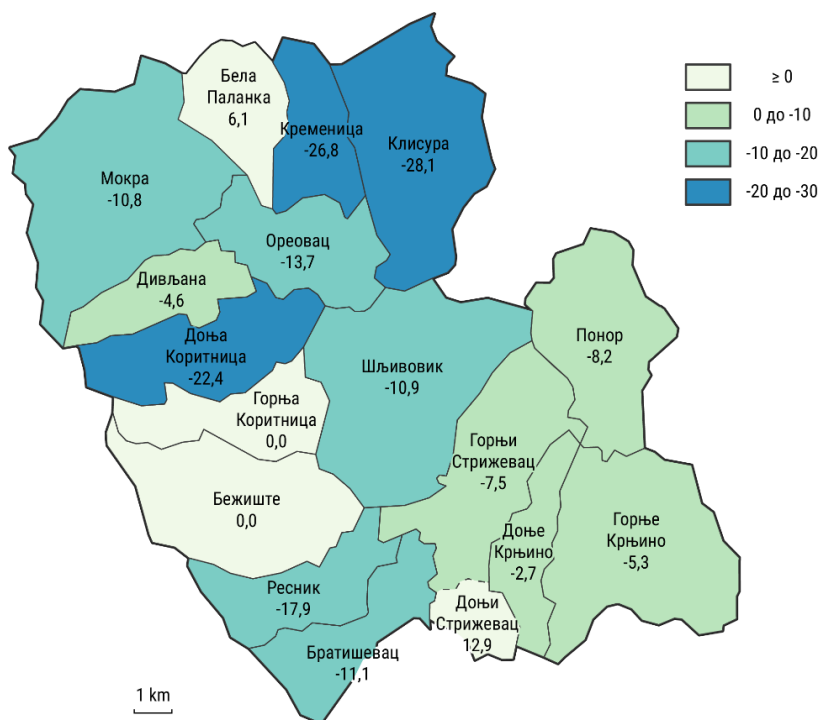 Бела
Паланка
6,1
Кременица
-26,8
Клисура
-28,1
≥ 0
0 до -10
-10 до -20
-20 до -30
Мокра
-10,8
Ореовац
-13,7
Дивљана
-4,6
Доња
Коритница
-22,4
Понор
-8,2
Шљивовик
-10,9
Горња
Коритница
0,0
Горњи
Стрижевац
-7,5
Бежиште
0,0
Доње
Крњино
-2,7
Горње
Крњино
-5,3
Ресник
-17,9
Доњи
Стрижевац
12,9
Братишевац
-11,1
1 km